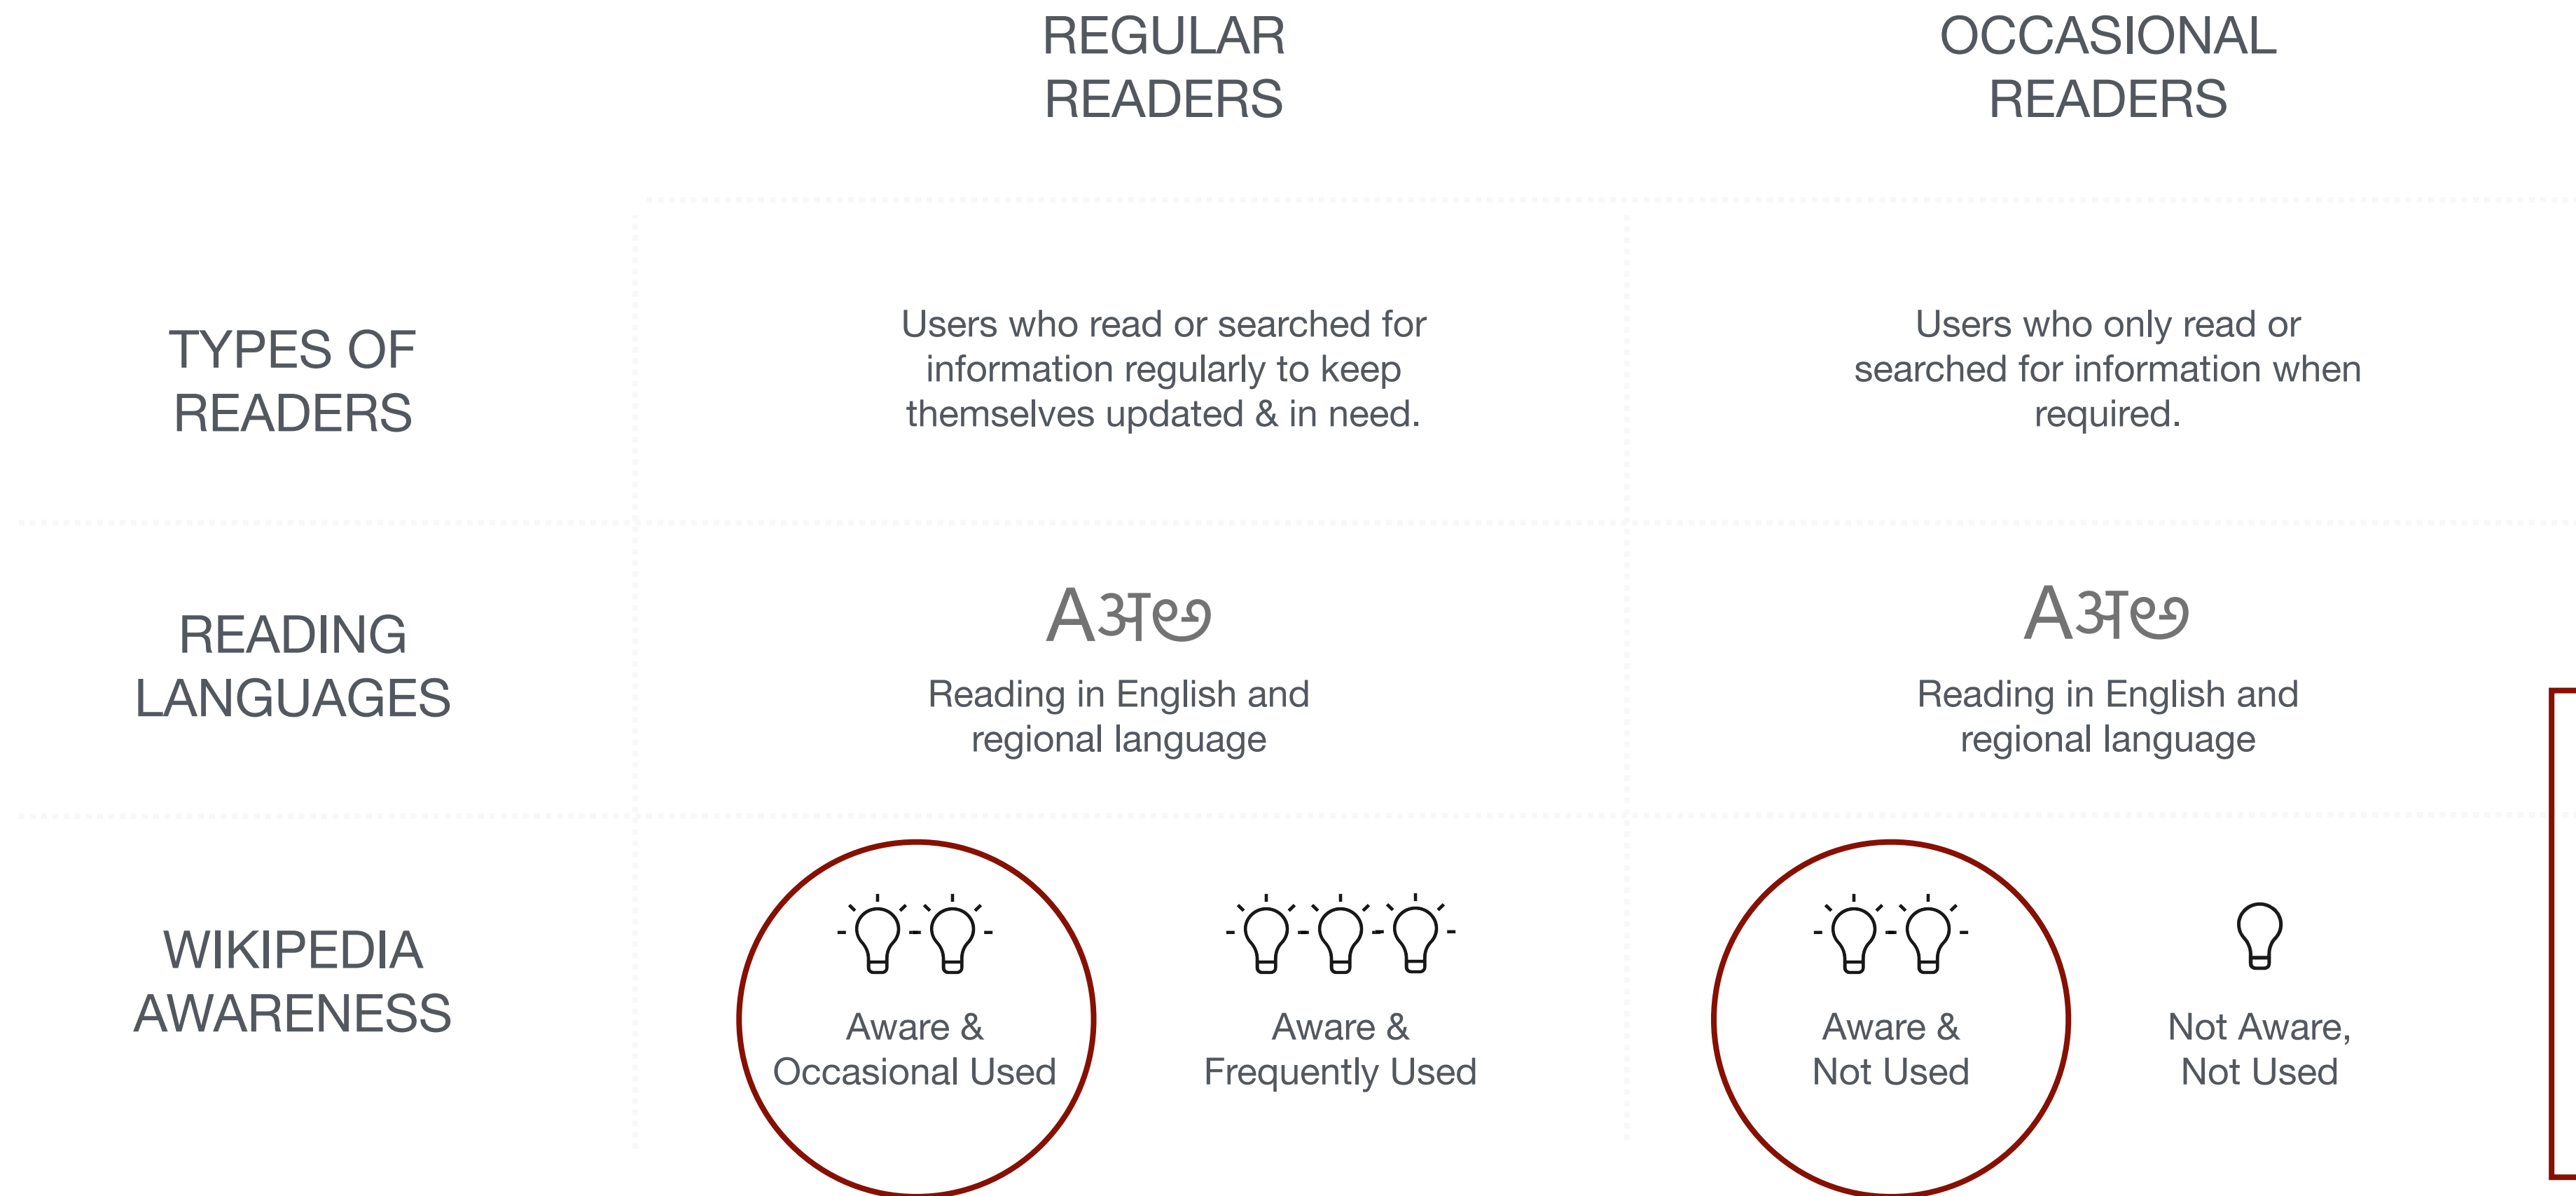 REGULAR
READERS
OCCASIONAL
READERS
TYPES OF
READERS
Users who read or searched for
information regularly to keep
themselves updated & in need.
Users who only read or
searched for information when
required.
READING
LANGUAGES
Aअഅ
Reading in English and
regional language
Aअഅ
Reading in English and
regional language
WIKIPEDIA
AWARENESS
Aware &
Occasional Used
Aware &
Frequently Used
Aware &
Not Used
Not Aware,
Not Used